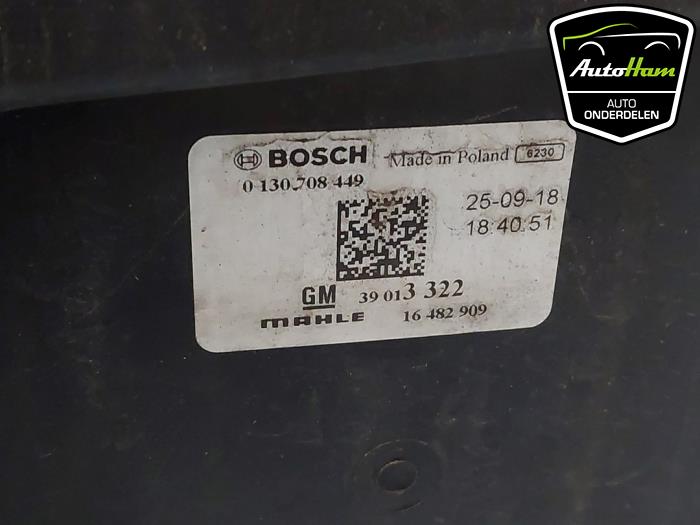 AutoHam
AUTO
ONDERDELEN
BOSCH Made in Poland 6230
0 130 708 449
25-09-18
18:40:51
GM 39 013 322
MAHLE 16 482 909